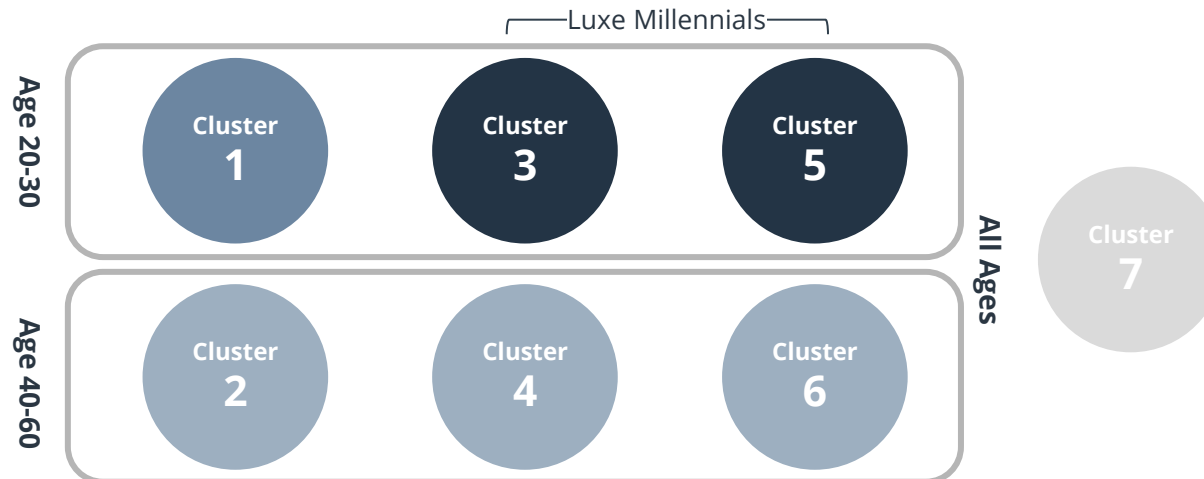 Luxe Millennials
Age 20-30
Cluster
1
Cluster
3
Cluster
5
All Ages
Cluster
7
Age 40-60
Cluster
2
Cluster
4
Cluster
6